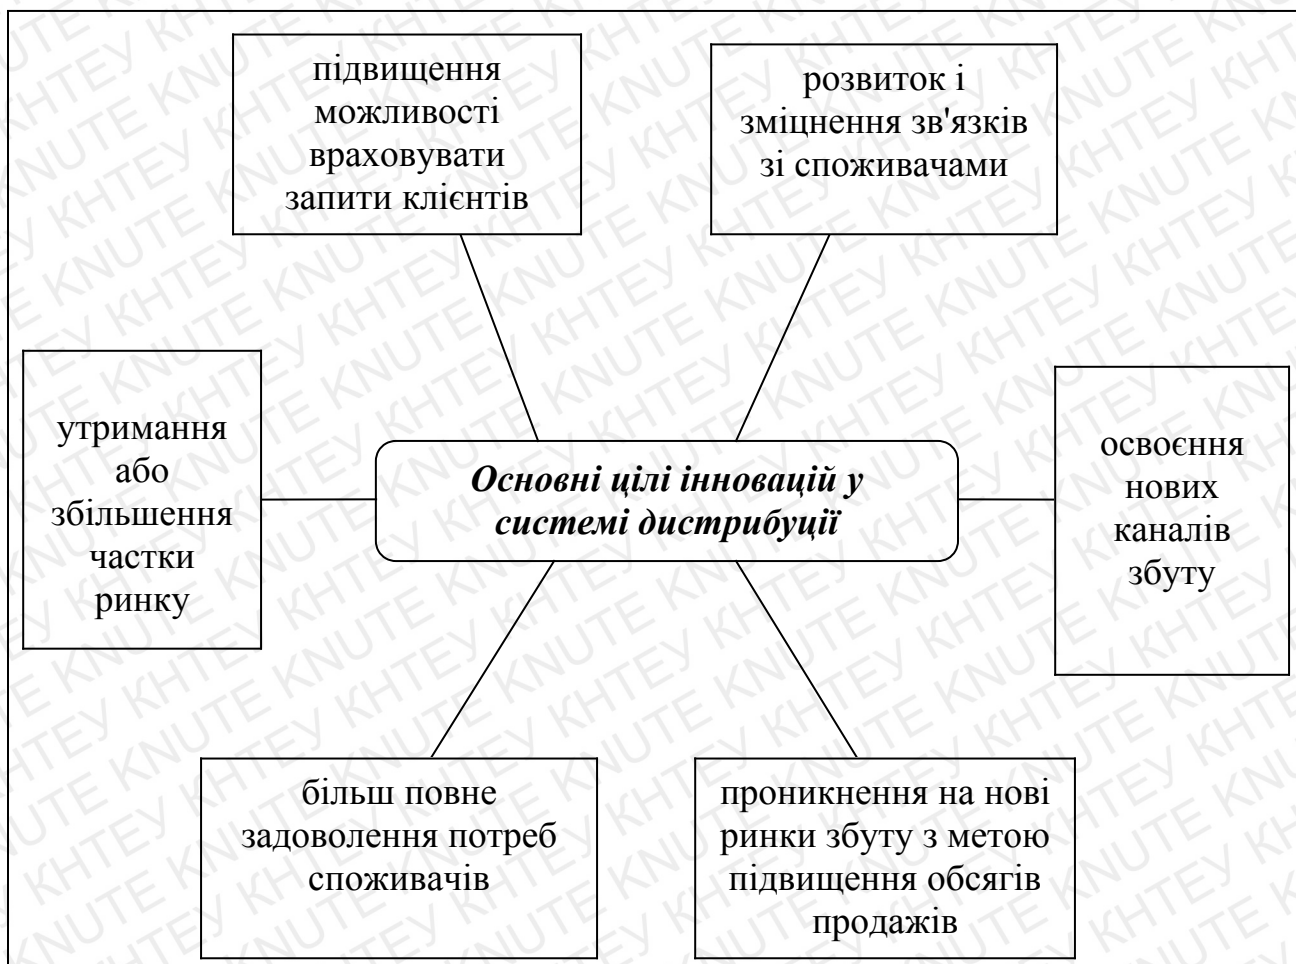 підвищення
можливості
враховувати
запити клієнтів
розвиток і
зміцнення зв'язків
зі споживачами
утримання
або
збільшення
частки
ринку
Основні цілі інновацій у
системі дистрибуції
освоєння
нових
каналів
збуту
більш повне
задоволення потреб
споживачів
проникнення на нові
ринки збуту з метою
підвищення обсягів
продажів